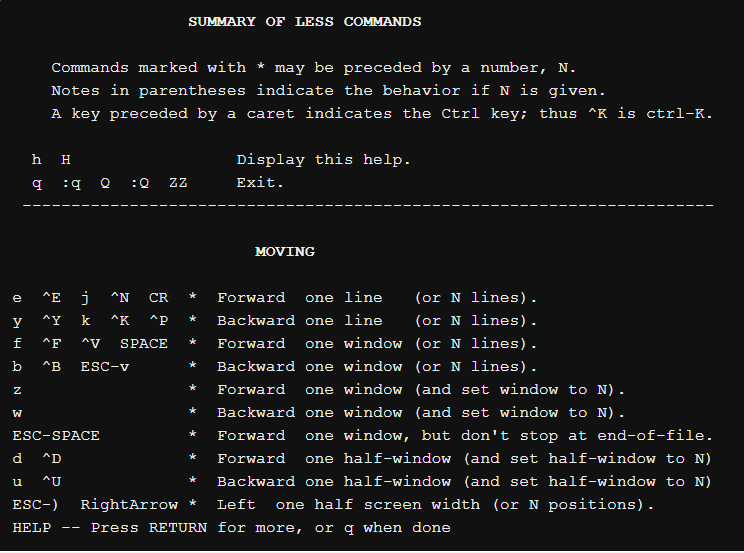 SUMMARY OF LESS COMMANDS
Commands marked with * may be preceded by a number, N.
Notes in parentheses indicate the behavior if N is given.
A key preceded by a caret indicates the Ctrl key; thus ^K is ctrl-K.
h  H                 Display this help.
q  :q  Q  :Q  ZZ     Exit.
-----------------------------------------------------------------------
MOVING
e  ^E  j  ^N  CR  *  Forward  one line   (or N lines).
y  ^Y  k  ^K  ^P  *  Backward one line   (or N lines).
f  ^F  ^V  SPACE  *  Forward  one window (or N lines).
b  ^B  ESC-v      *  Backward one window (or N lines).
z                 *  Forward  one window (and set window to N).
w                 *  Backward one window (and set window to N).
ESC-SPACE         *  Forward  one window, but don't stop at end-of-file.
d  ^D             *  Forward  one half-window (and set half-window to N)
u  ^U             *  Backward one half-window (and set half-window to N)
ESC-)  RightArrow *  Left  one half screen width (or N positions).
HELP -- Press RETURN for more, or q when done